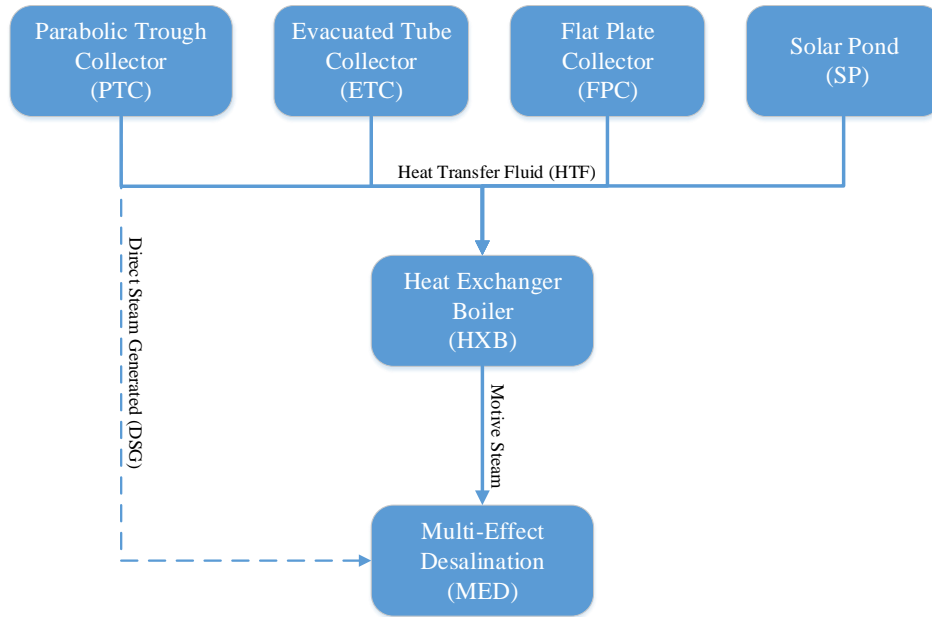 Parabolic Trough
Collector
(PTC)
Evacuated Tube
Collector
(ETC)
Flat Plate
Collector
(FPC)
Solar Pond
(SP)
Heat Transfer Fluid (HTF)
Direct Steam Generated (DSG)
Heat Exchanger
Boiler
(HXB)
Motive Steam
Multi-Effect
Desalination
(MED)